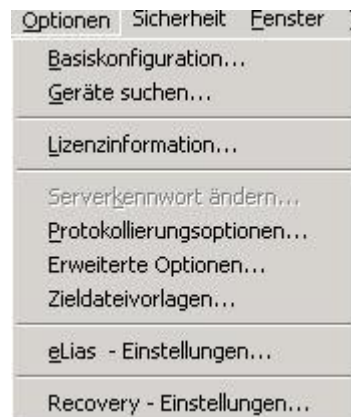 Optionen Sicherheit Fenster
Basiskonfiguration...
Geräte suchen...
Lizenzinformation...
Serverkennwort ändern...
Protokollierungsoptionen...
Erweiterte Optionen...
Zieldateivorlagen...
eLias - Einstellungen...
Recovery - Einstellungen...